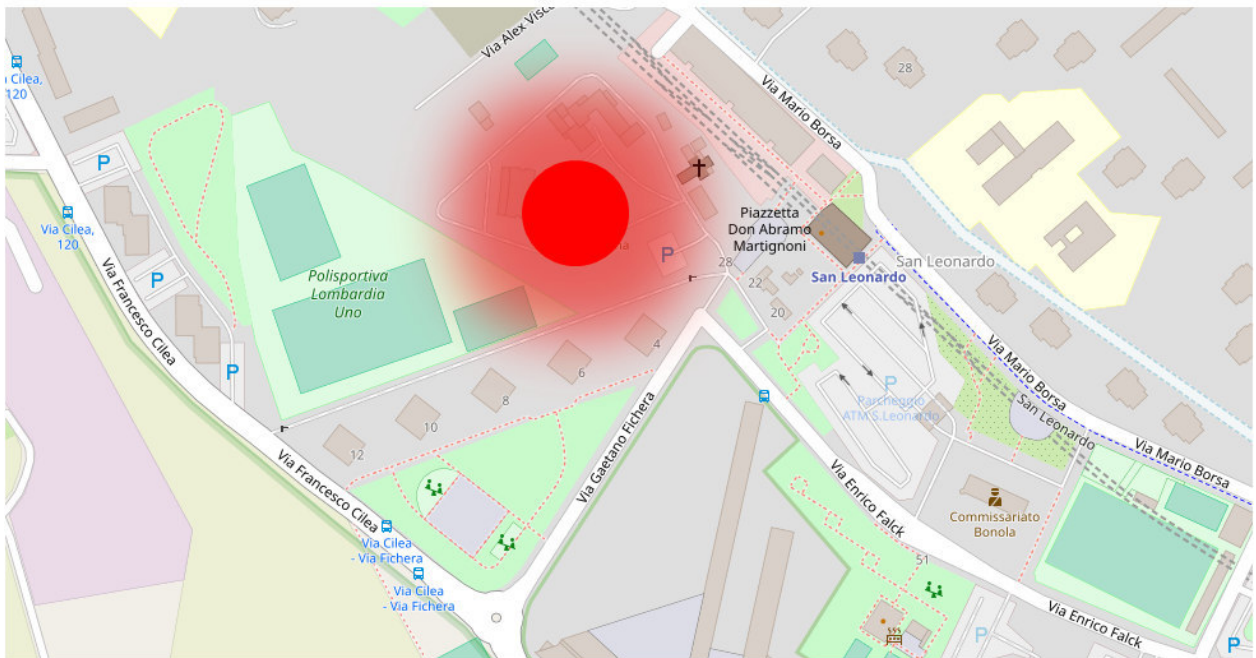 Via Alex Visco
Via Cilea,
120
P
28
Via Mario Borsa
Via Cilea,
120
P
Via Francesco Cilea
Polisportiva
Lombardia
Uno
P
28
Piazzetta
Don Abramo
Martignoni
San Leonardo
San Leonardo
22
20
4
6
8
10
12
P
Via Mario Borsa
P
Parcheggio
ATM S.Leonardo
San Leonardo
Via Mario Borsa
Via Gaetano Fichera
Via Francesco Cilea
Via Enrico Falck
Commissariato
Bonola
Via Cilea
- Via Fichera
Via Cilea
- Via Fichera
51
Via Enrico Falck
P
P